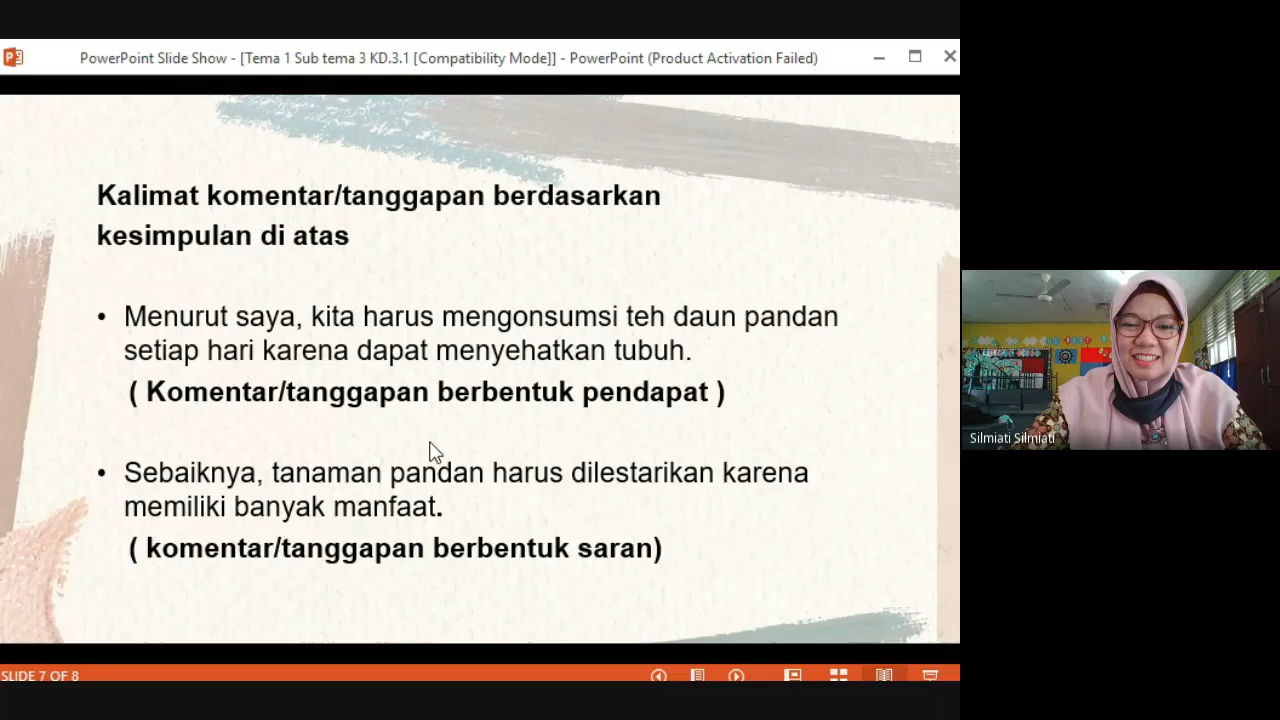 PowerPoint Slide Show - [Tema 1 Sub tema 3 KD.3.1 [Compatibility Mode]] - PowerPoint (Product Activation Failed)
Kalimat komentar/tanggapan berdasarkan
kesimpulan di atas
• Menurut saya, kita harus mengonsumsi teh daun pandan
setiap hari karena dapat menyehatkan tubuh.
( Komentar/tanggapan berbentuk pendapat )
• Sebaiknya, tanaman pandan harus dilestarikan karena
memiliki banyak manfaat.
( komentar/tanggapan berbentuk saran)
Silmiati Silmiati
SLIDE 7 OF 8